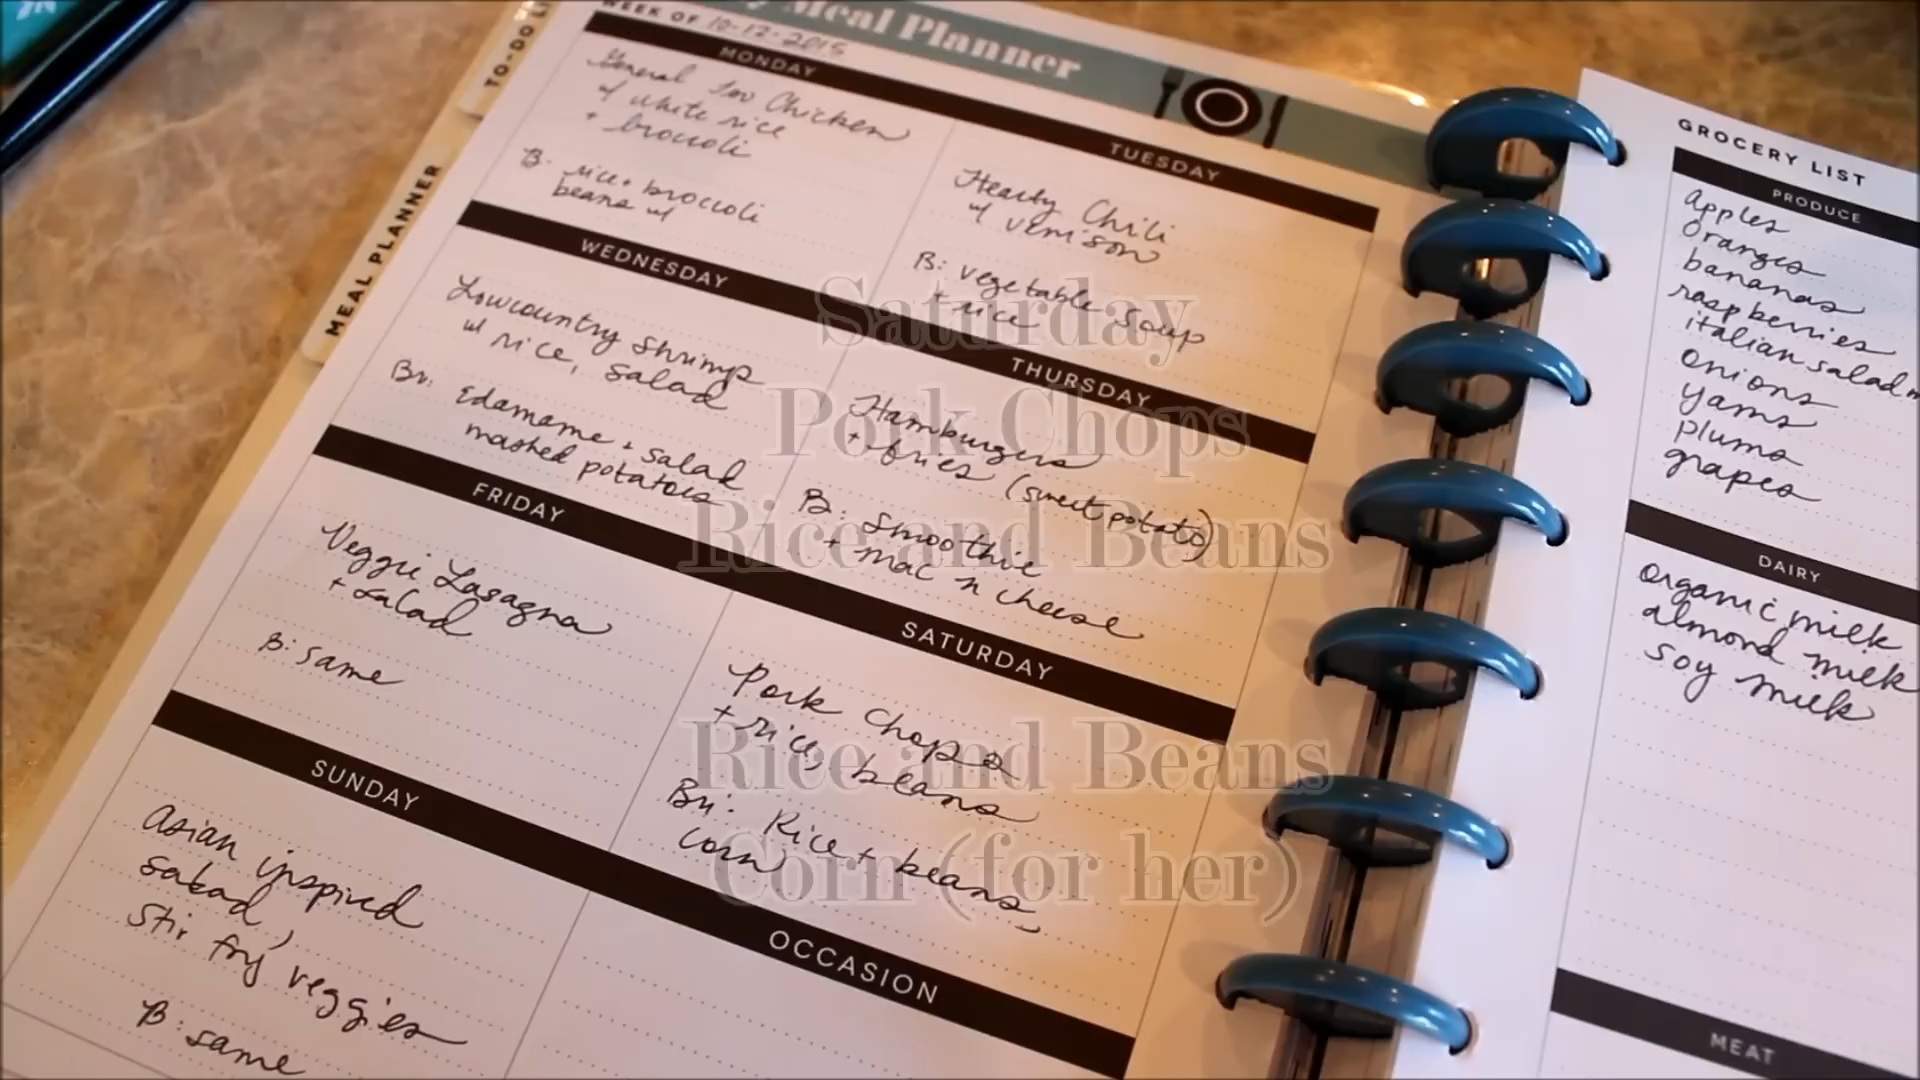 TO-DO LI
MEAL PLANNER
Meal Planner
WEEK OF 10-12-2015
MONDAY
General Tso Chicken
w/ white rice
+ broccoli
B: rice + broccoli
beans w/
TUESDAY
Hearty Chili
w/ venison
B: vegetable soup
+ rice
WEDNESDAY
Lowcountry Shrimp
w/ rice, salad
Br: Edamame + salad
mashed potatoes
THURSDAY
Hamburgers
+ fries (sweet potato)
B: Smoothie
+ mac n cheese
FRIDAY
Veggie Lasagna
+ salad
B: same
SATURDAY
Pork Chops
+ rice, beans
Br: Rice + beans
corn
SUNDAY
Asian inspired
salad,
stir fry veggies
B: same
OCCASION
GROCERY LIST
PRODUCE
Apples
Oranges
bananas
raspberries
italian salad m
onions
yams
plums
grapes
DAIRY
organic milk
almond milk
soy milk
MEAT
Saturday
Pork Chops
Rice and Beans
Rice and Beans
Corn (for her)